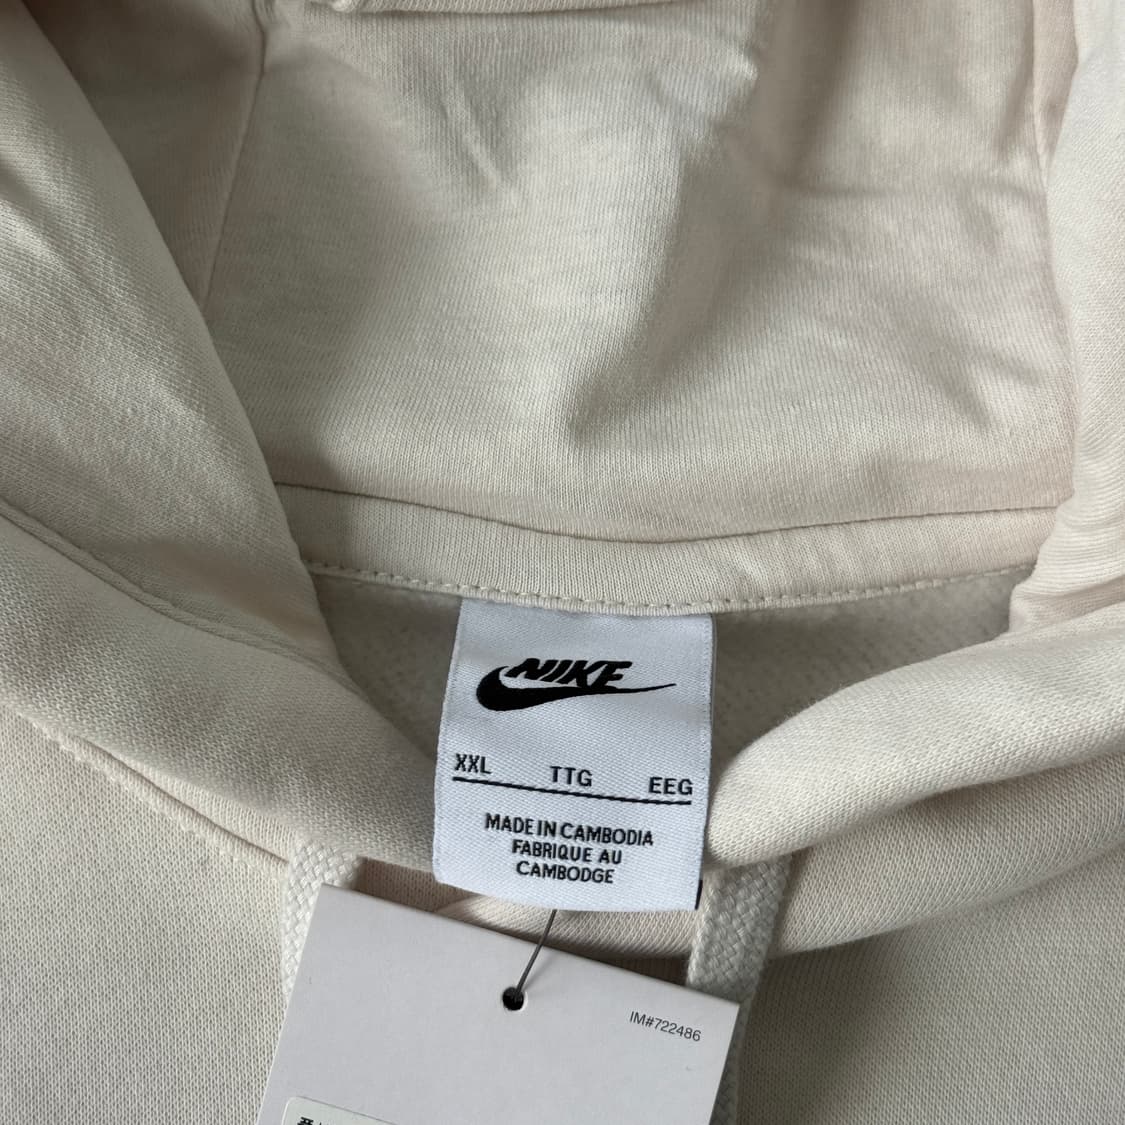 NIKE
XXL TTG EEG
MADE IN CAMBODIA
FABRIQUE AU
CAMBODGE
IM#722486